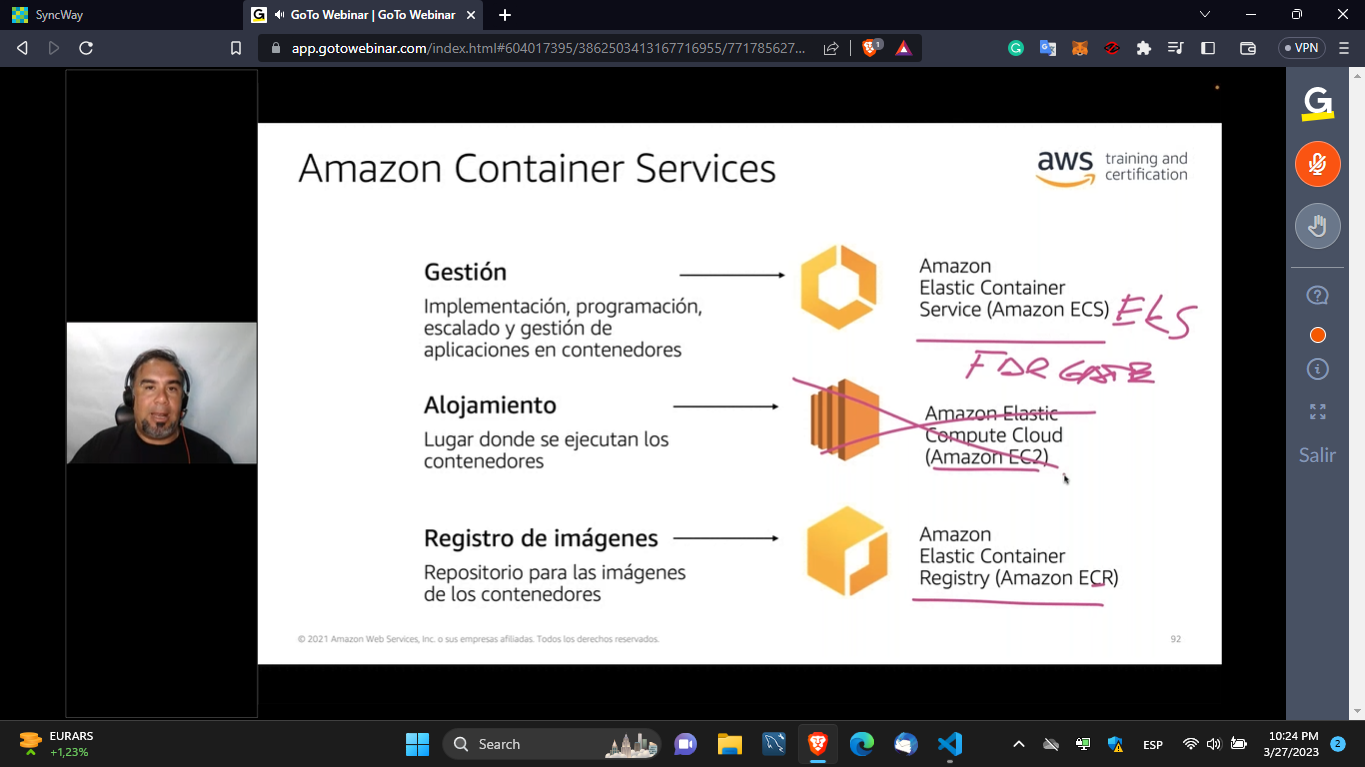 SyncWay
GoTo Webinar | GoTo Webinar
app.gotowebinar.com/index.html#604017395/3862503413167716955/771785627...
1
VPN
Amazon Container Services
aws training and
certification
Gestión
Implementación, programación,
escalado y gestión de
aplicaciones en contenedores
Amazon
Elastic Container
Service (Amazon ECS)
EKS
FARGATE
Alojamiento
Lugar donde se ejecutan los
contenedores
Amazon Elastic
Compute Cloud
(Amazon EC2)
Registro de imágenes
Repositorio para las imágenes
de los contenedores
Amazon
Elastic Container
Registry (Amazon ECR)
© 2021 Amazon Web Services, Inc. o sus empresas afiliadas. Todos los derechos reservados.
92
G
Salir
EURARS
+1,23%
Search
ESP
10:24 PM
3/27/2023
2